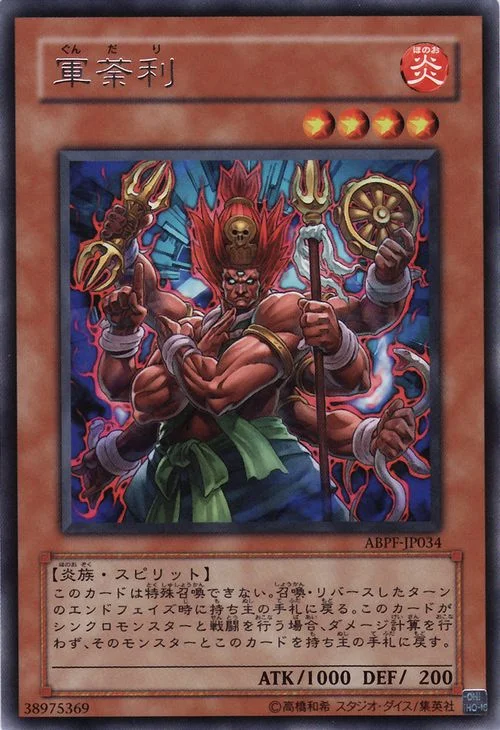 ぐんだり
軍荼利
ほのお
炎
ABPF-JP034
ほのおぞく
【炎族・スピリット】
このカードは特殊召喚できない。召喚・リバースしたターン
のエンドフェイズ時に持ち主の手札に戻る。このカードが
シンクロモンスターと戦闘を行う場合、ダメージ計算を行
わず、そのモンスターとこのカードを持ち主の手札に戻す。
ATK/1000 DEF/ 200
38975369
©高橋和希 スタジオ・ダイス/集英社